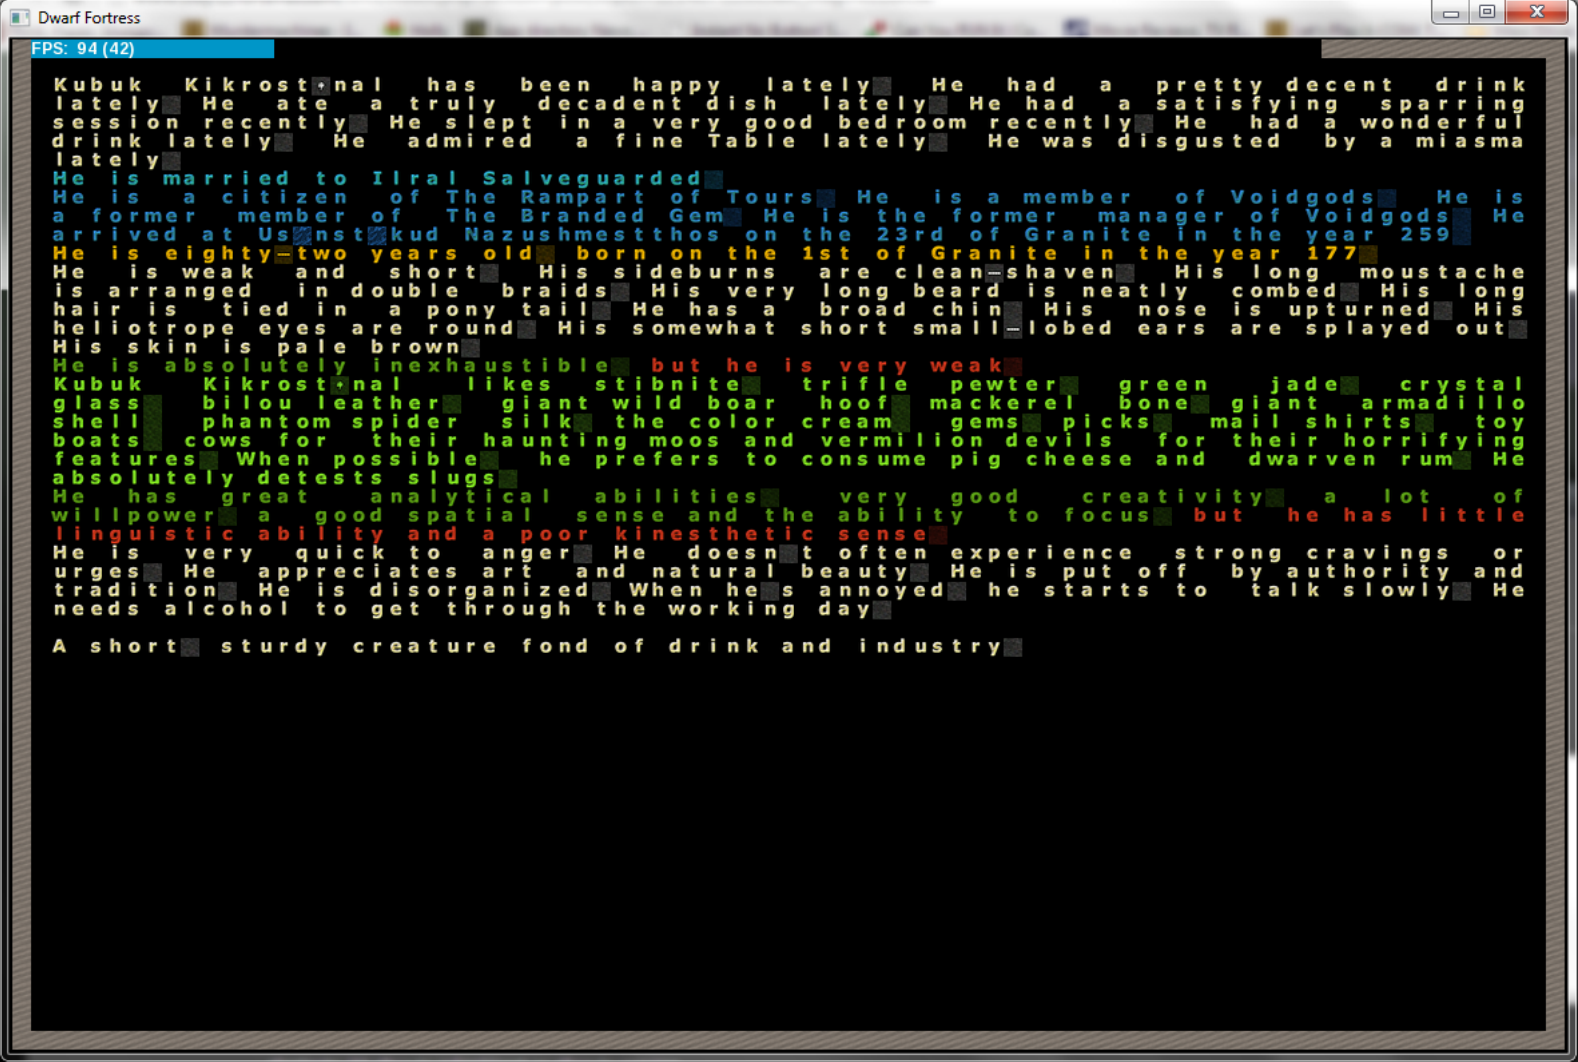 Dwarf Fortress
FPS: 94 (42)
Kubuk Kikrost nal has been happy lately He had a pretty decent drink
lately He ate a truly decadent dish lately He had a satisfying sparring
session recently He slept in a very good bedroom recently He had a wonderful
drink lately He admired a fine Table lately He was disgusted by a miasma
lately
He is married to Ilral Salveguarded
He is a citizen of The Rampart of Tours He is a member of Voidgods He is
a former member of The Branded Gem He is the former manager of Voidgods He
arrived at Us nst kud Nazushmestthos on the 23rd of Granite in the year 259
He is eighty-two years old born on the 1st of Granite in the year 177
He is weak and short His sideburns are clean-shaven His long moustache
is arranged in double braids His very long beard is neatly combed His long
hair is tied in a pony tail He has a broad chin His nose is upturned His
heliotrope eyes are round His somewhat short small-lobed ears are splayed out
His skin is pale brown
He is absolutely inexhaustible but he is very weak
Kubuk Kikrost nal likes stibnite trifle pewter green jade crystal
glass bilou leather giant wild boar hoof mackerel bone giant armadillo
shell phantom spider silk the color cream gems picks mail shirts toy
boats cows for their haunting moos and vermilion devils for their horrifying
features When possible he prefers to consume pig cheese and dwarven rum He
absolutely detests slugs
He has great analytical abilities very good creativity a lot of
willpower a good spatial sense and the ability to focus but he has little
linguistic ability and a poor kinesthetic sense
He is very quick to anger He doesn t often experience strong cravings or
urges He appreciates art and natural beauty He is put off by authority and
tradition He is disorganized When he s annoyed he starts to talk slowly He
needs alcohol to get through the working day
A short sturdy creature fond of drink and industry